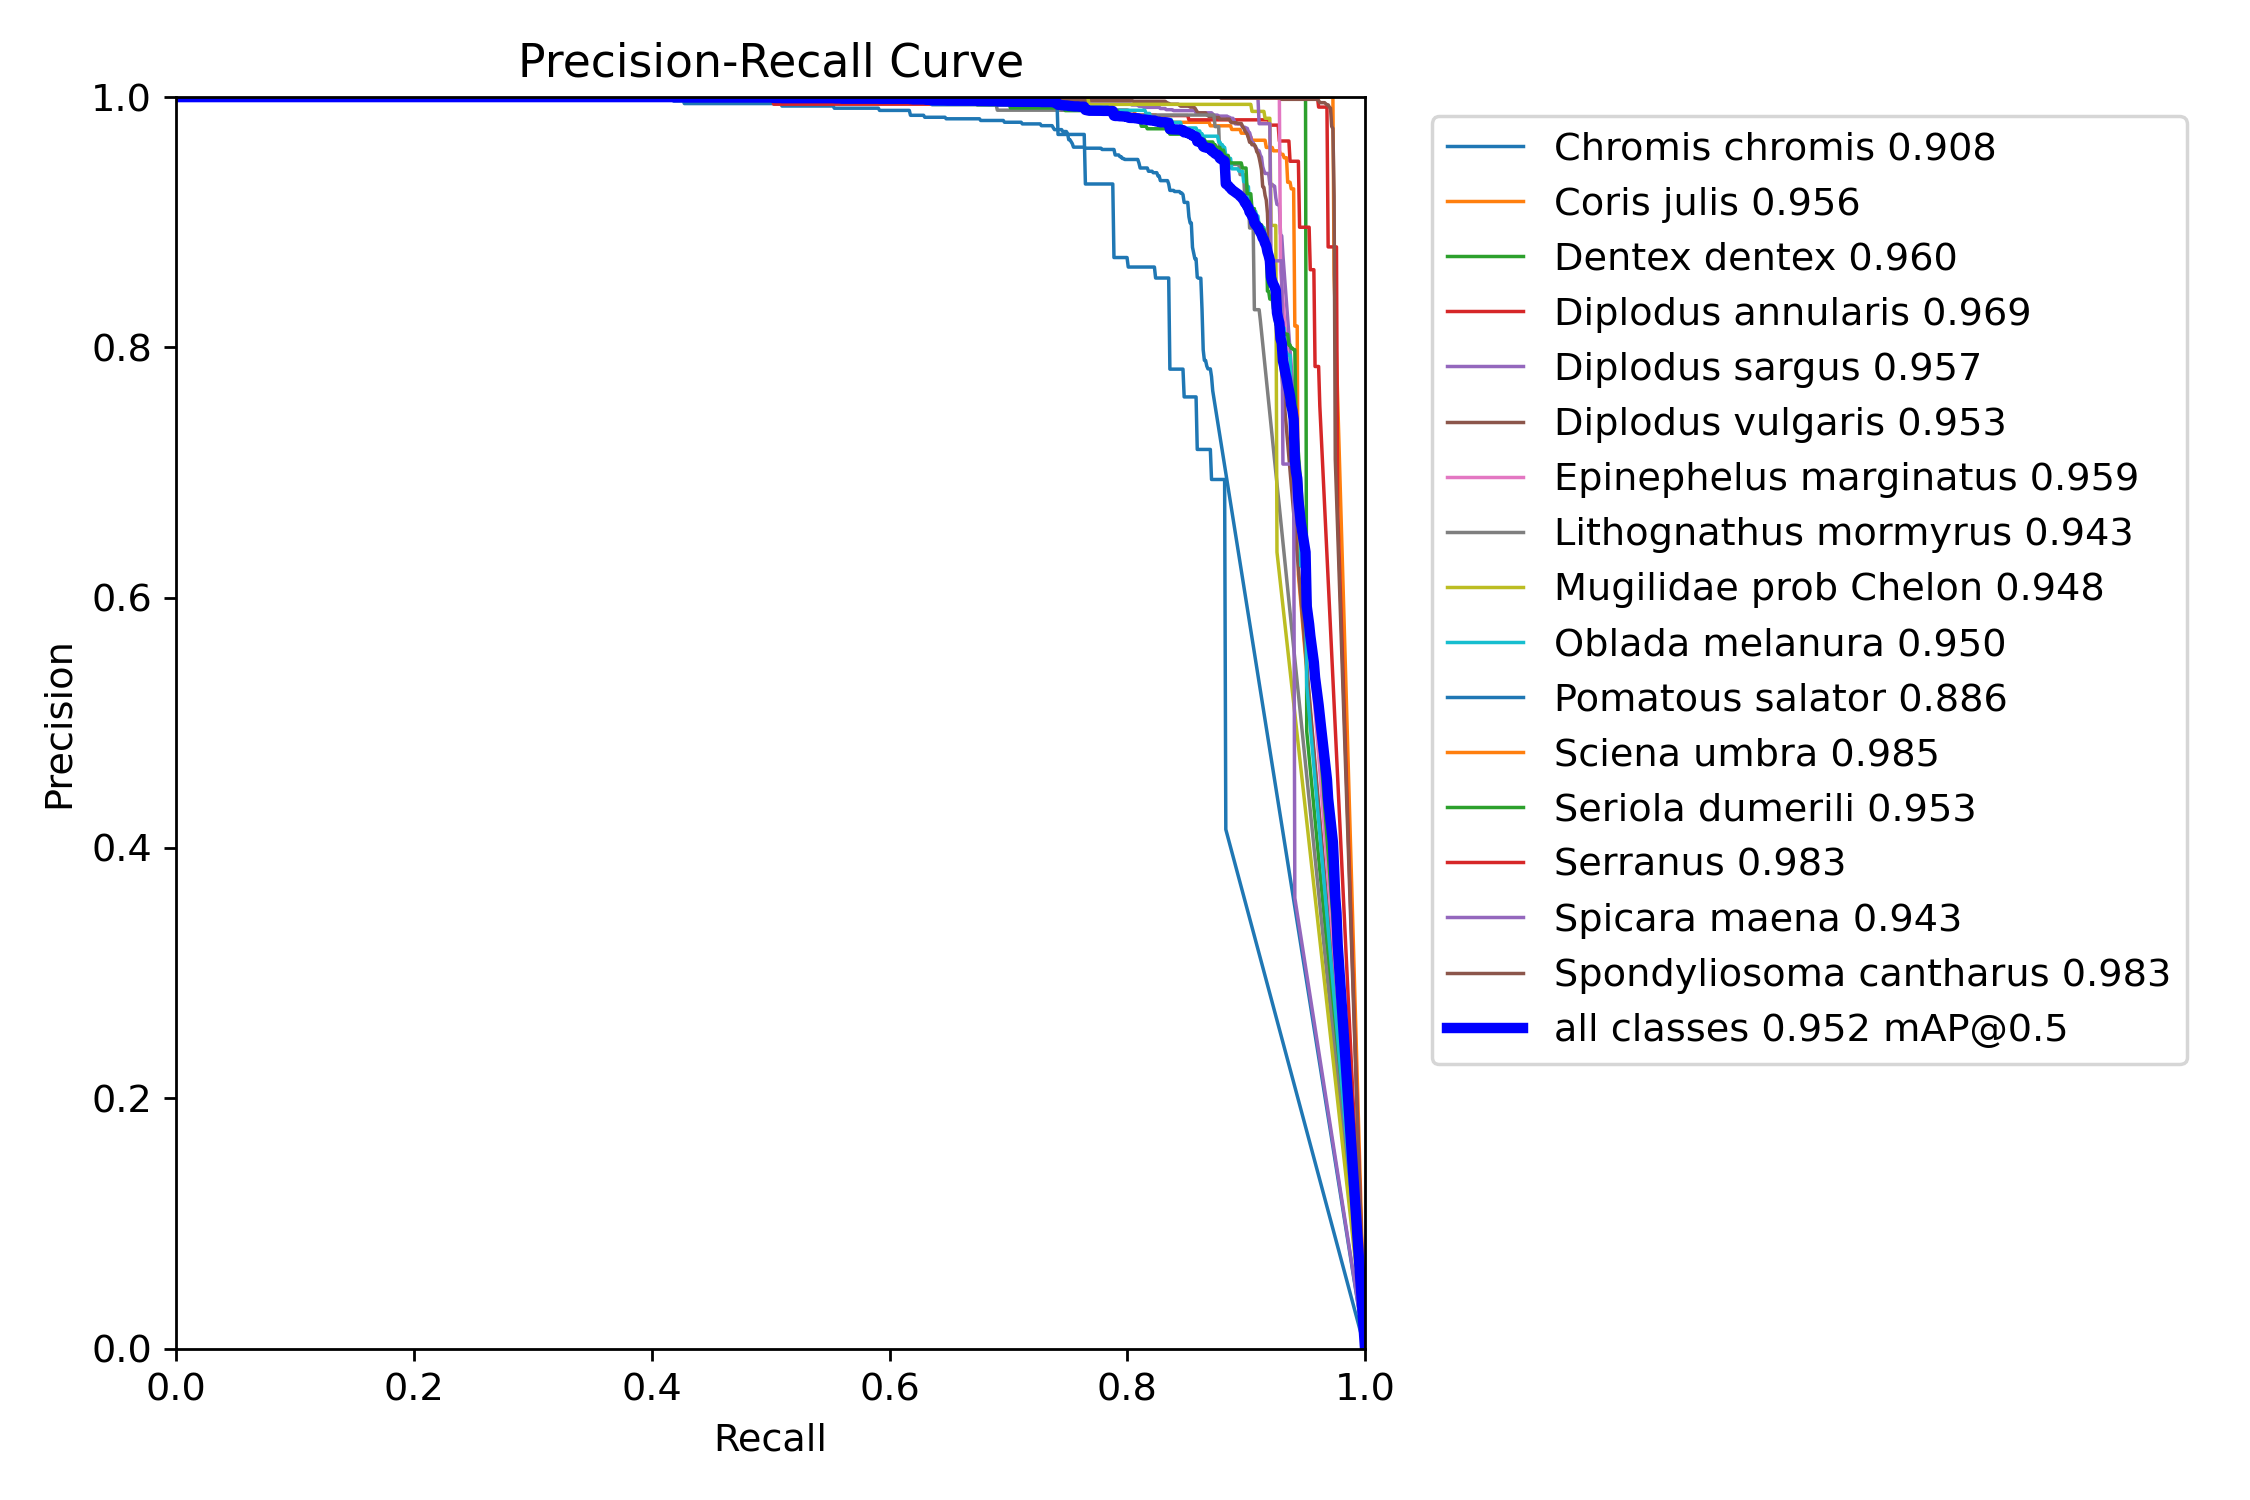 Precision-Recall Curve
1.0
0.8
0.6
0.4
0.2
0.0
Precision
0.0 0.2 0.4 0.6 0.8 1.0
Recall
Chromis chromis 0.908
Coris julis 0.956
Dentex dentex 0.960
Diplodus annularis 0.969
Diplodus sargus 0.957
Diplodus vulgaris 0.953
Epinephelus marginatus 0.959
Lithognathus mormyrus 0.943
Mugilidae prob Chelon 0.948
Oblada melanura 0.950
Pomatous salator 0.886
Sciena umbra 0.985
Seriola dumerili 0.953
Serranus 0.983
Spicara maena 0.943
Spondyliosoma cantharus 0.983
all classes 0.952 mAP@0.5